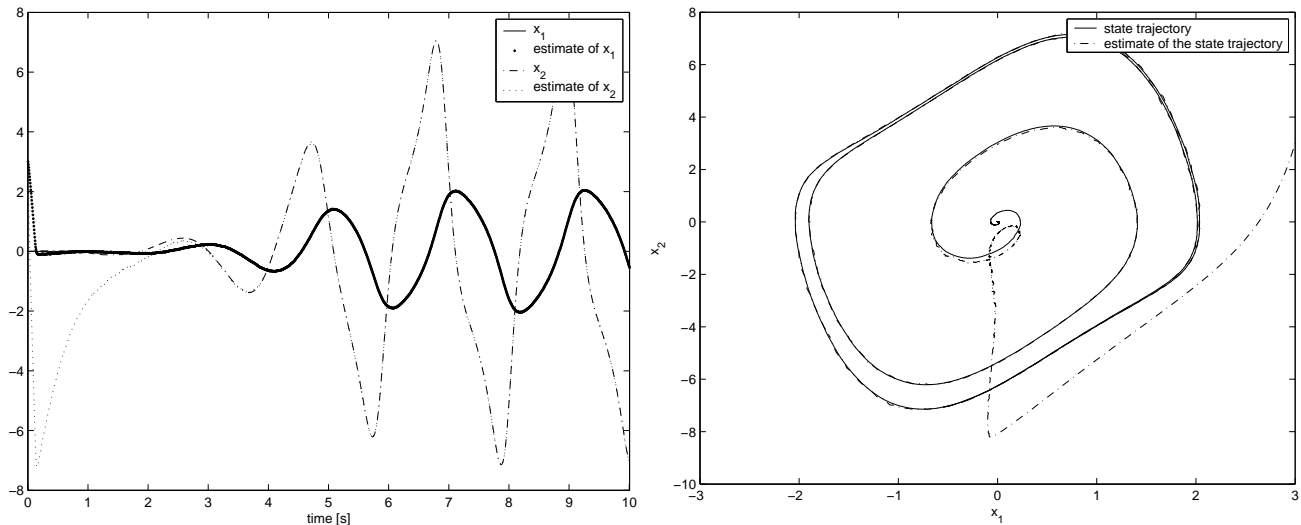 8
6
4
2
0
−2
−4
−6
−8
0 1 2 3 4 5 6 7 8 9 10
time [s]
x1
estimate of x1
x2
estimate of x2
8
6
4
2
0
−2
−4
−6
−8
−10
−3 −2 −1 0 1 2 3
x1
x2
state trajectory
estimate of the state trajectory